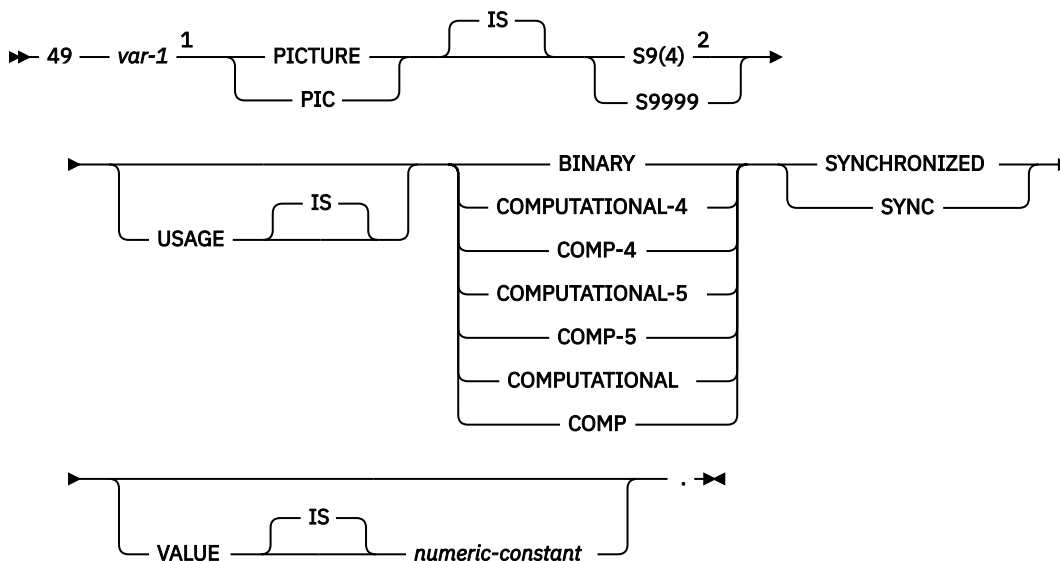 IS
49 var-1 1 PICTURE S9(4) 2
PIC S9999
BINARY SYNCHRONIZED
IS COMPUTATIONAL-4 SYNC
USAGE COMP-4
COMPUTATIONAL-5
COMP-5
COMPUTATIONAL
COMP
.
IS
VALUE numeric-constant